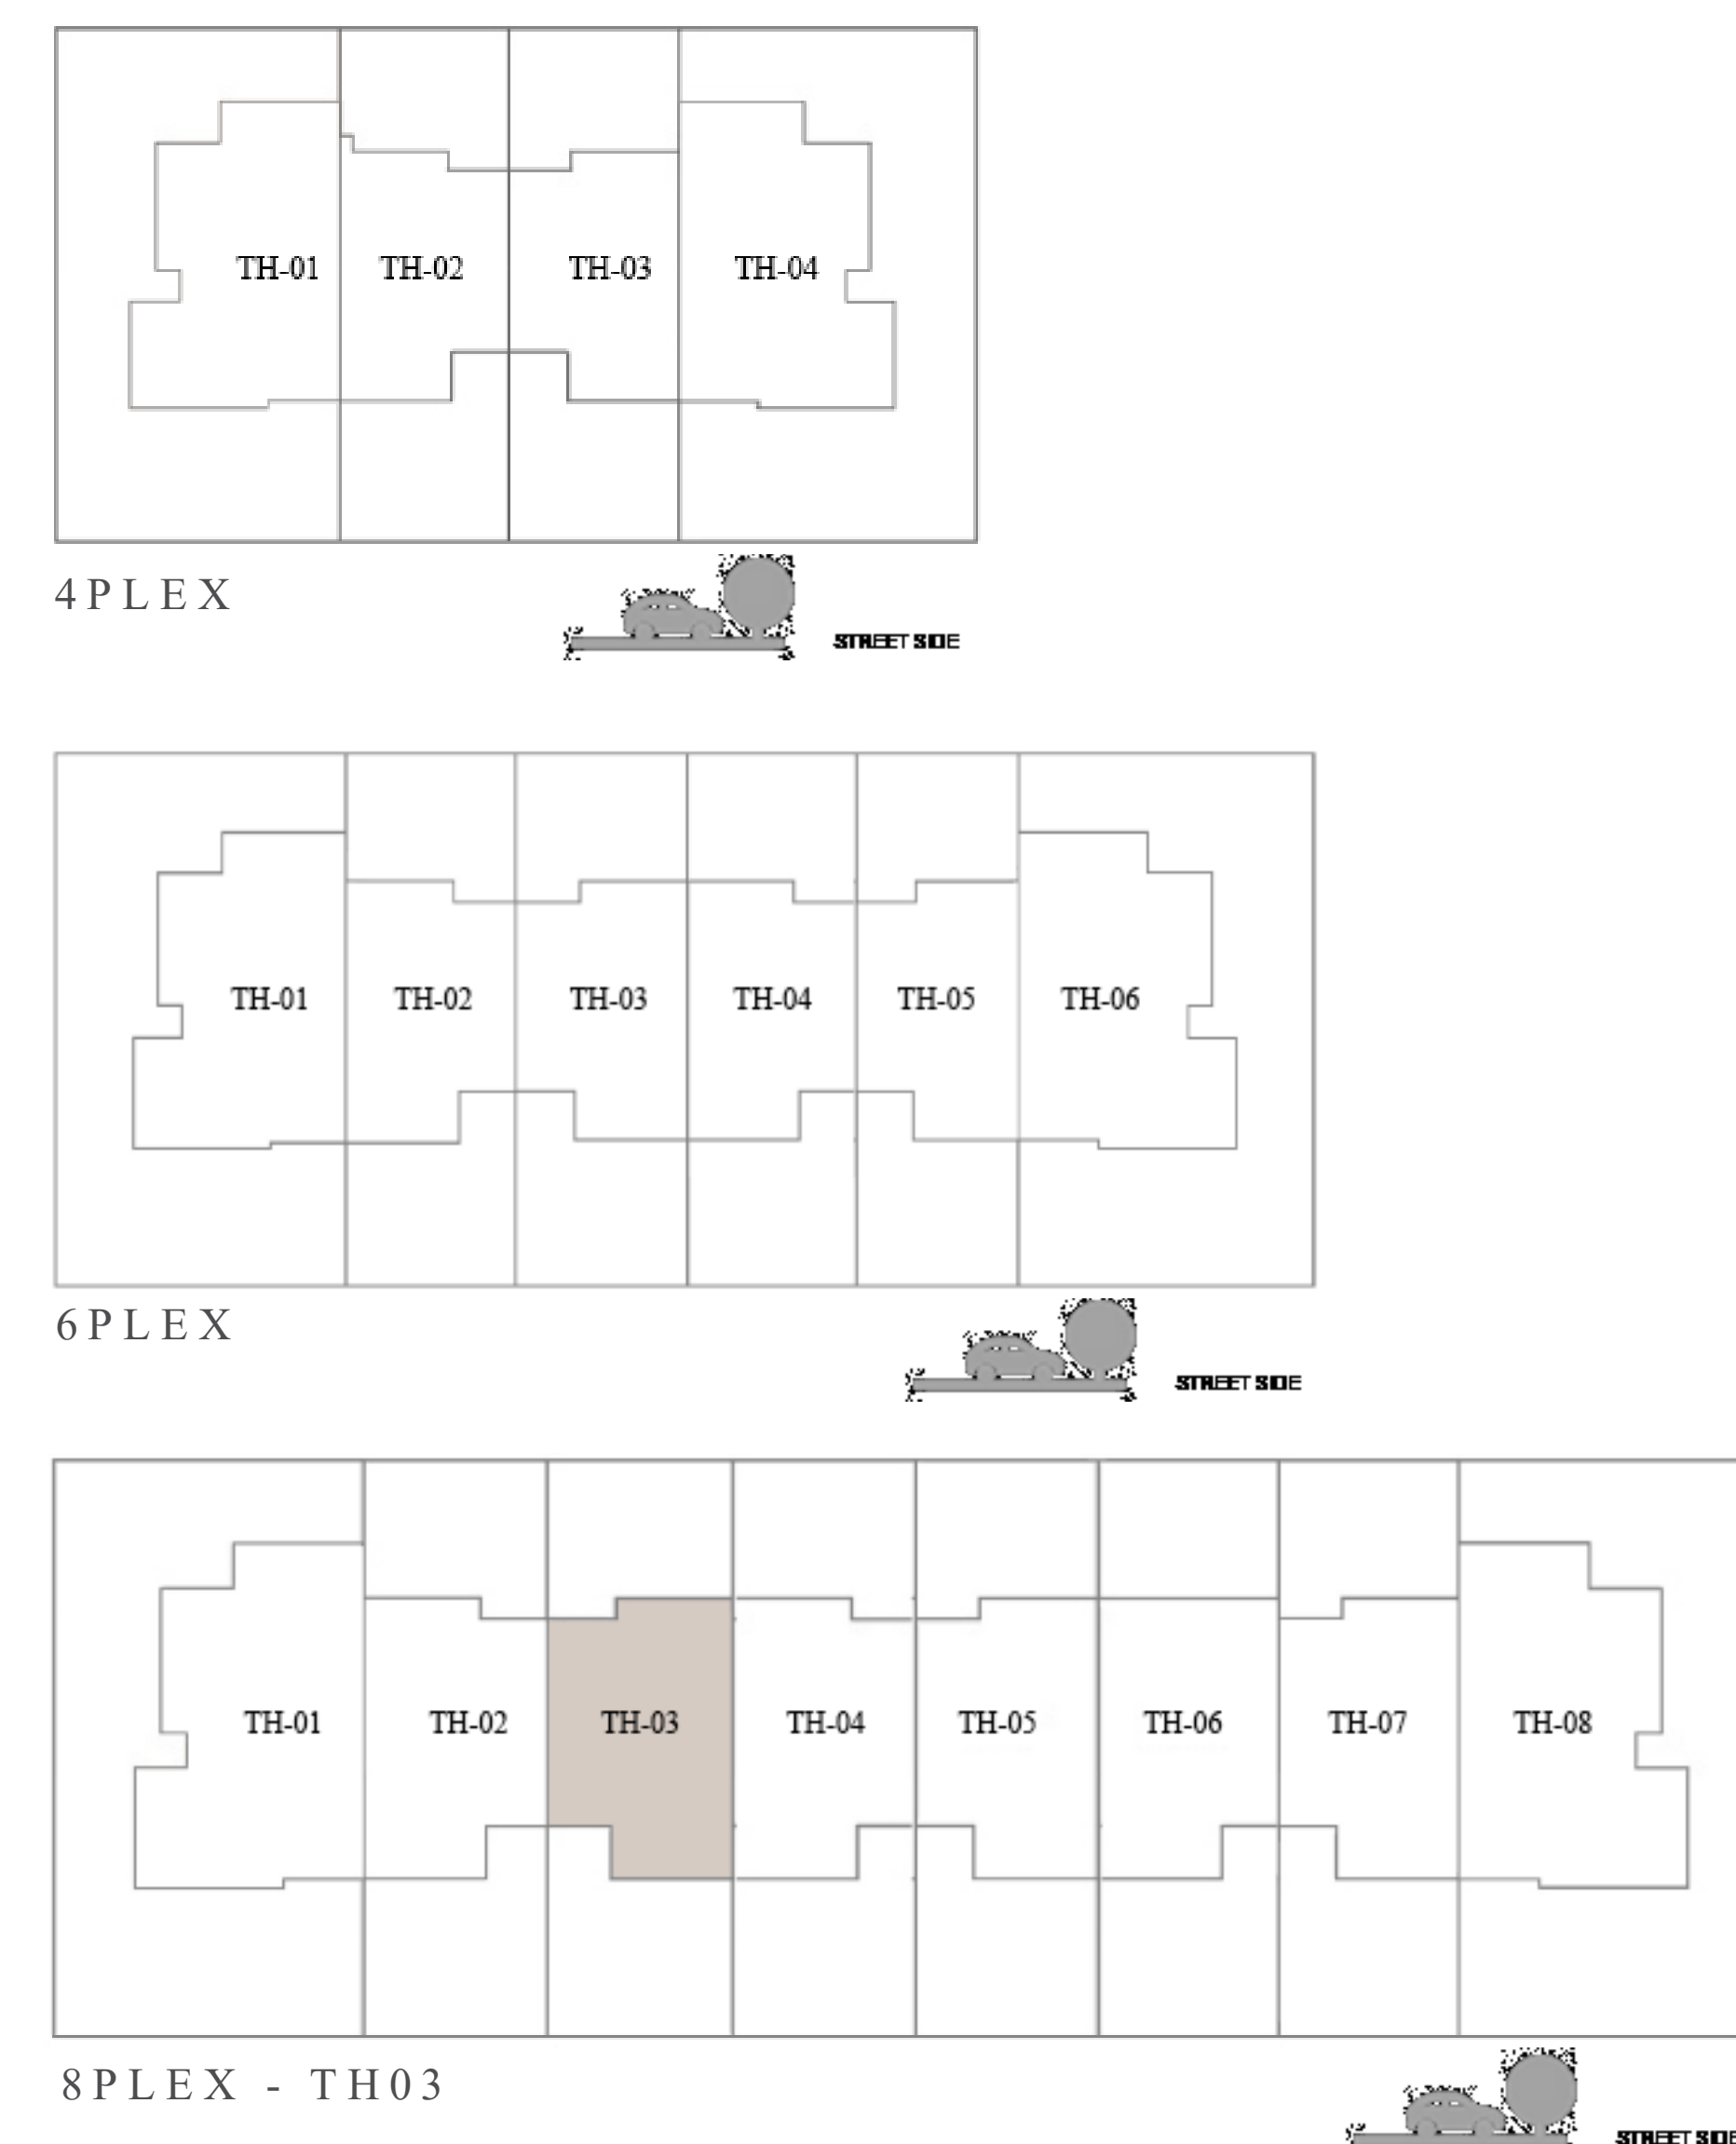 TH-01 TH-02 TH-03 TH-04
4PLEX
STREET SIDE
TH-01 TH-02 TH-03 TH-04 TH-05 TH-06
6PLEX
STREET SIDE
TH-01 TH-02 TH-03 TH-04 TH-05 TH-06 TH-07 TH-08
8PLEX - TH03
STREET SIDE